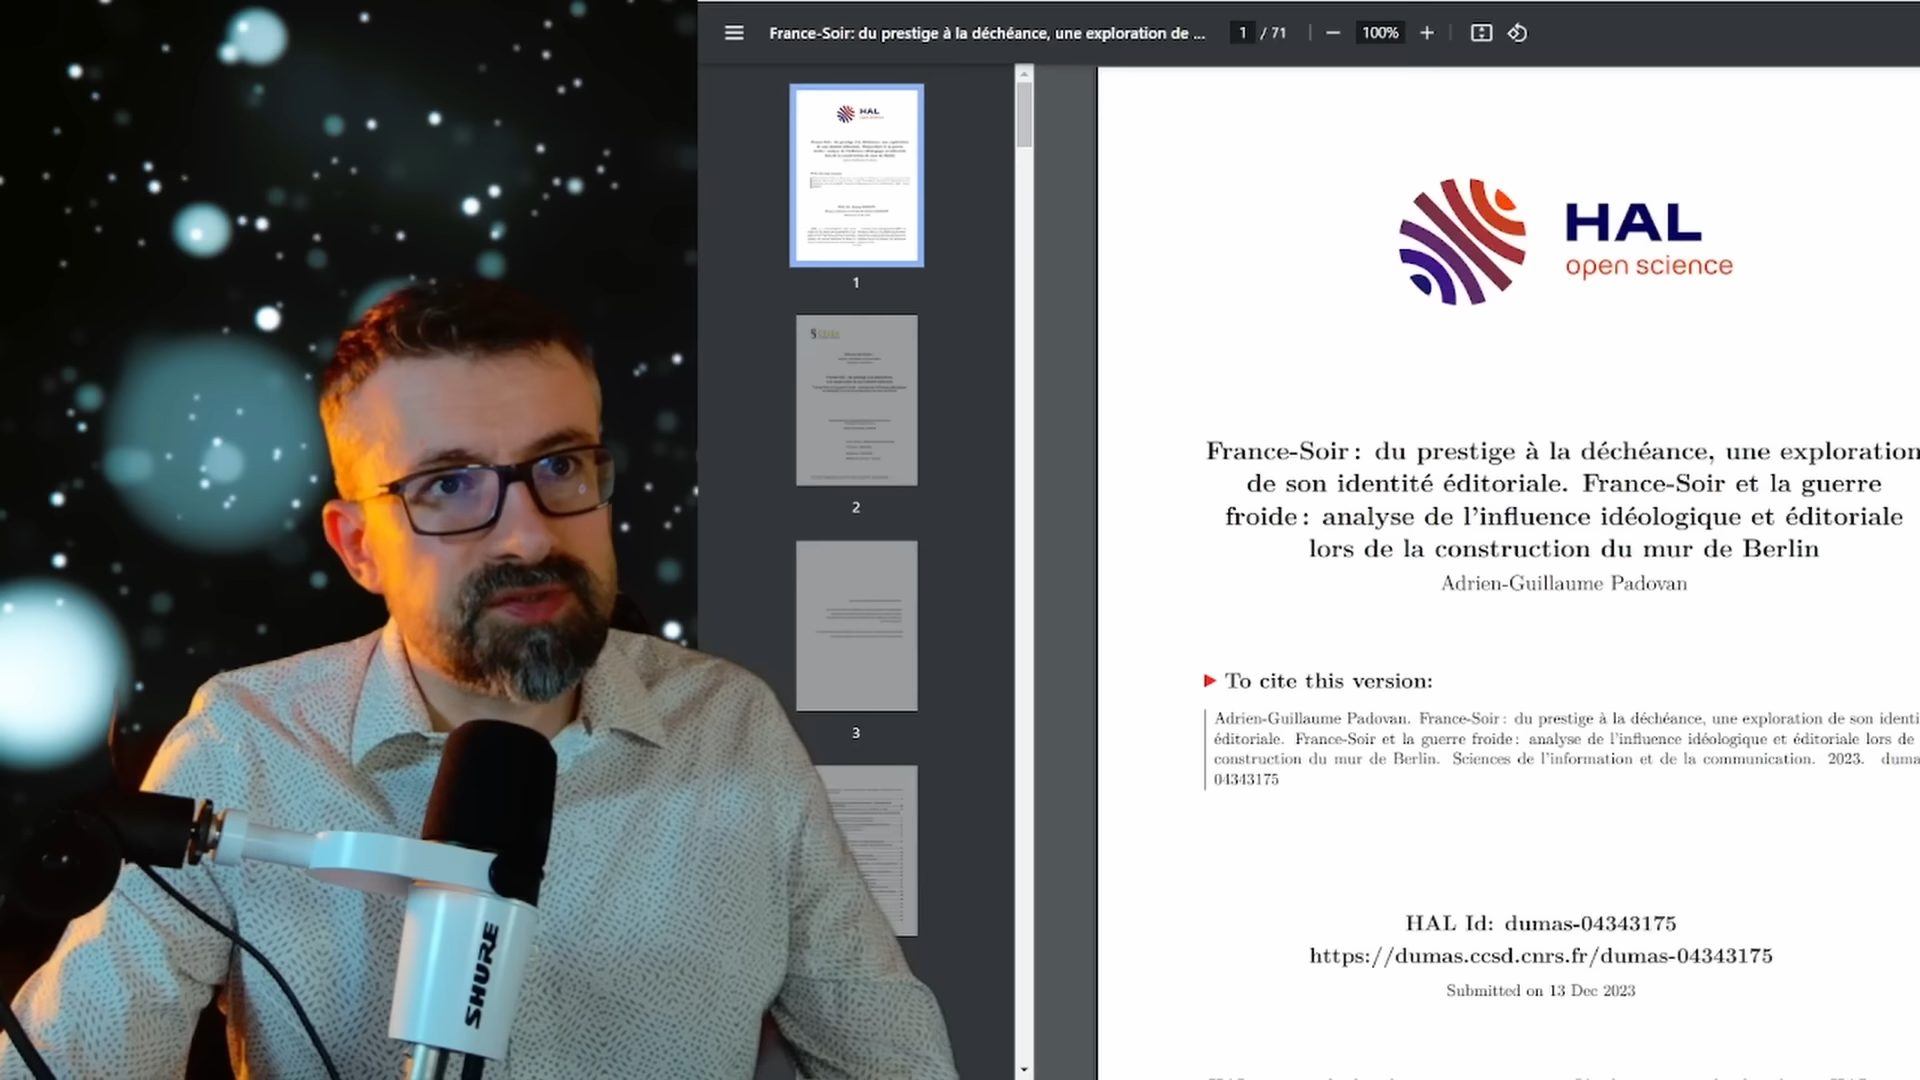 France-Soir: du prestige à la déchéance, une exploration de ... 1 / 71 100%
HAL
open science
1
2
3
HAL
open science
France-Soir : du prestige à la déchéance, une exploration
de son identité éditoriale. France-Soir et la guerre
froide : analyse de l'influence idéologique et éditoriale
lors de la construction du mur de Berlin
Adrien-Guillaume Padovan
To cite this version:
Adrien-Guillaume Padovan. France-Soir : du prestige à la déchéance, une exploration de son identi
éditoriale. France-Soir et la guerre froide : analyse de l'influence idéologique et éditoriale lors de
construction du mur de Berlin. Sciences de l'information et de la communication. 2023. duma
04343175
HAL Id: dumas-04343175
https://dumas.ccsd.cnrs.fr/dumas-04343175
Submitted on 13 Dec 2023
SHURE